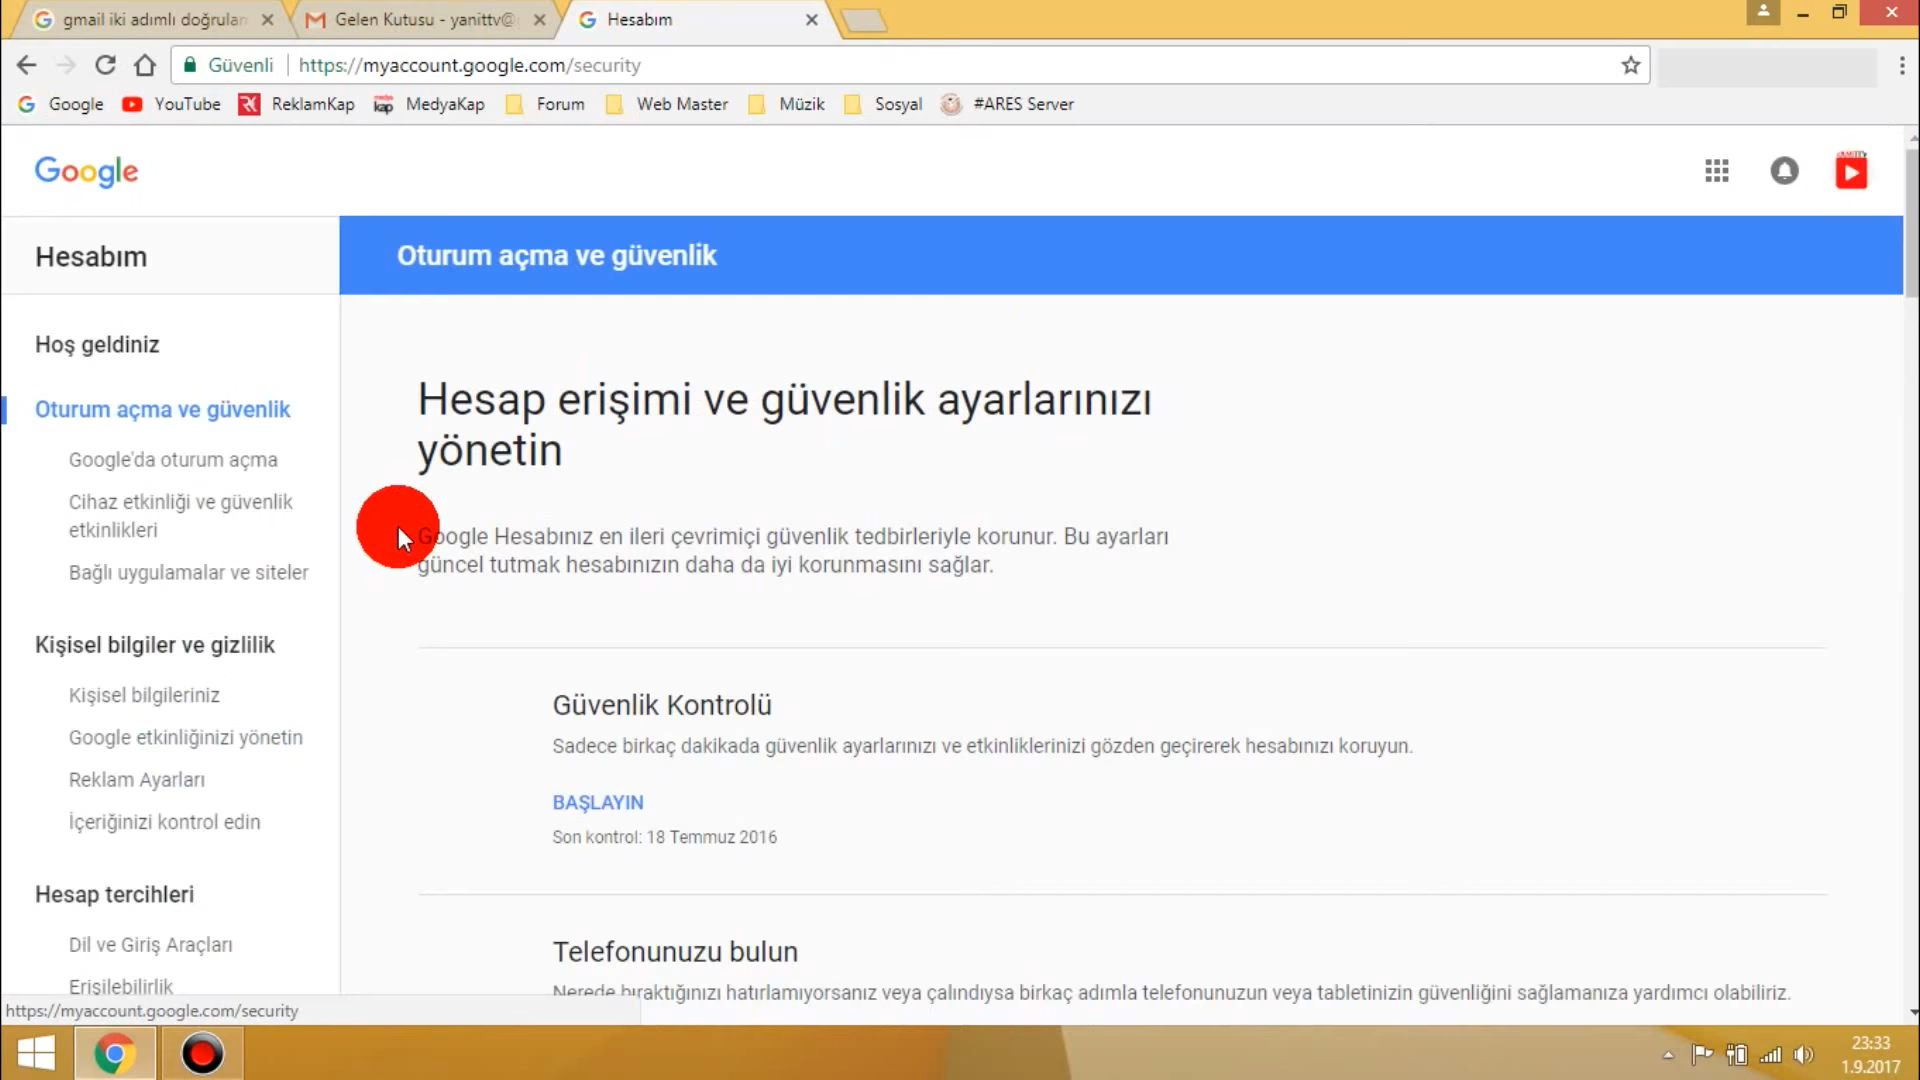 gmail iki adımlı doğrulan
Gelen Kutusu - yanittv@
Hesabım
Güvenli
https://myaccount.google.com/security
Google
YouTube
ReklamKap
MedyaKap
Forum
Web Master
Müzik
Sosyal
#ARES Server
Google
Hesabım
Oturum açma ve güvenlik
Hoş geldiniz
Oturum açma ve güvenlik
Google'da oturum açma
Cihaz etkinliği ve güvenlik
etkinlikleri
Bağlı uygulamalar ve siteler
Kişisel bilgiler ve gizlilik
Kişisel bilgileriniz
Google etkinliğinizi yönetin
Reklam Ayarları
İçeriğinizi kontrol edin
Hesap tercihleri
Dil ve Giriş Araçları
Erişilebilirlik
Hesap erişimi ve güvenlik ayarlarınızı
yönetin
Google Hesabınız en ileri çevrimiçi güvenlik tedbirleriyle korunur. Bu ayarları
güncel tutmak hesabınızın daha da iyi korunmasını sağlar.
Güvenlik Kontrolü
Sadece birkaç dakikada güvenlik ayarlarınızı ve etkinliklerinizi gözden geçirerek hesabınızı koruyun.
BAŞLAYIN
Son kontrol: 18 Temmuz 2016
Telefonunuzu bulun
Nerede bıraktığınızı hatırlamıyorsanız veya çalındıysa birkaç adımla telefonunuzun veya tabletinizin güvenliğini sağlamanıza yardımcı olabiliriz.
https://myaccount.google.com/security
23:33
1.9.2017